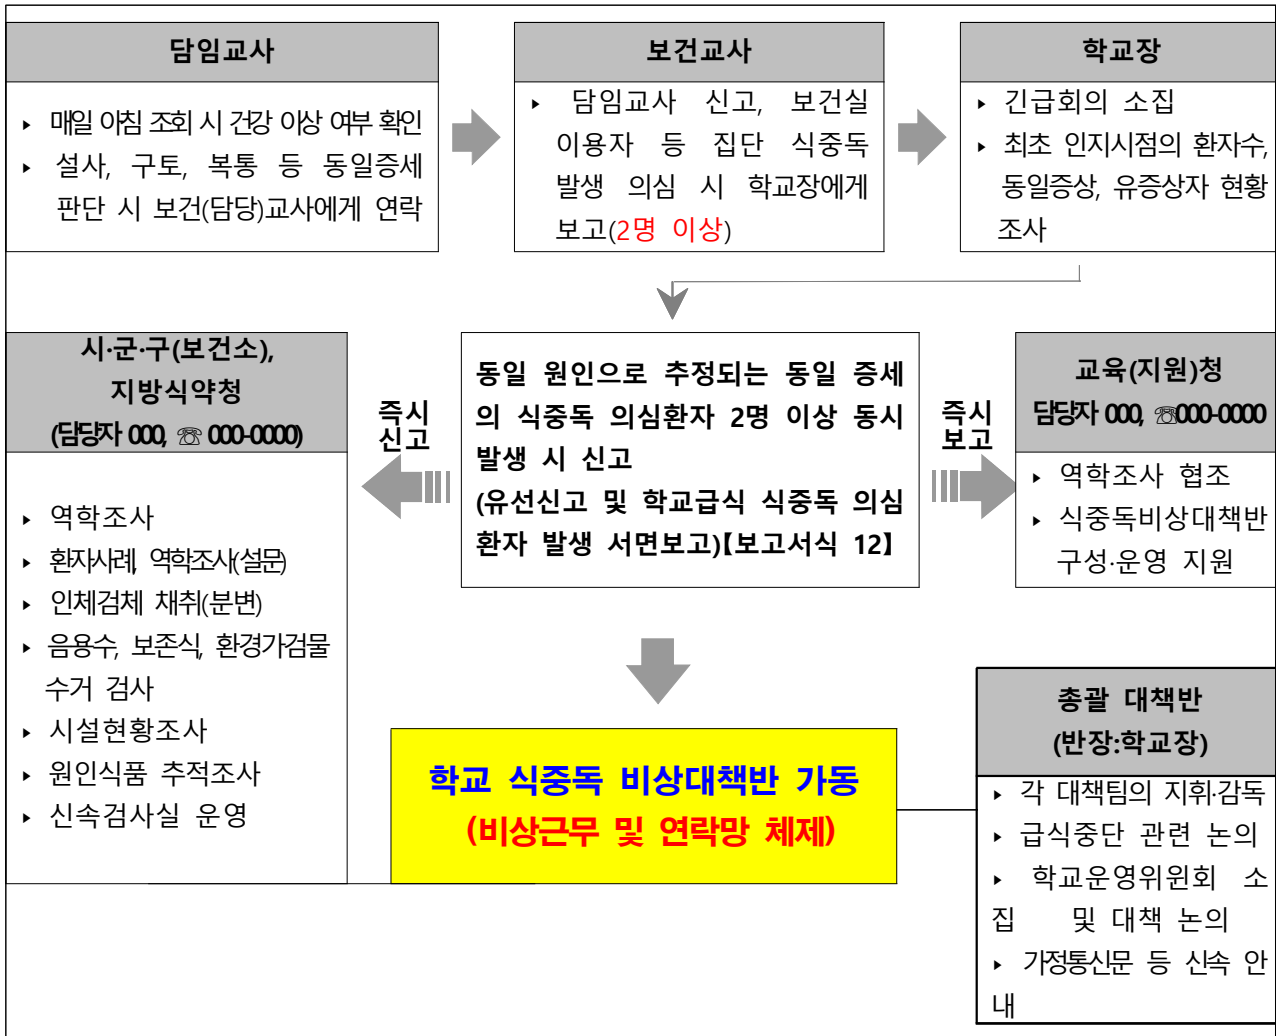 담임교사
▸ 매일 아침 조회 시 건강 이상 여부 확인
▸ 설사, 구토, 복통 등 동일증세
판단 시 보건(담당)교사에게 연락
보건교사
▸ 담임교사 신고, 보건실
이용자 등 집단 식중독
발생 의심 시 학교장에게
보고(2명 이상)
학교장
▸ 긴급회의 소집
▸ 최초 인지시점의 환자수,
동일증상, 유증상자 현황
조사
시·군·구(보건소),
지방식약청
(담당자 000, ☏ 000-0000)
▸ 역학조사
▸ 환자사례, 역학조사(설문)
▸ 인체검체 채취(분변)
▸ 음용수, 보존식, 환경가검물
수거 검사
▸ 시설현황조사
▸ 원인식품 추적조사
▸ 신속검사실 운영
즉시
신고
동일 원인으로 추정되는 동일 증세
의 식중독 의심환자 2명 이상 동시
발생 시 신고
(유선신고 및 학교급식 식중독 의심
환자 발생 서면보고)【보고서식 12】
즉시
보고
교육(지원)청
담당자 000, ☏000-0000
▸ 역학조사 협조
▸ 식중독비상대책반
구성·운영 지원
학교 식중독 비상대책반 가동
(비상근무 및 연락망 체제)
총괄 대책반
(반장:학교장)
▸ 각 대책팀의 지휘·감독
▸ 급식중단 관련 논의
▸ 학교운영위원회 소
집 및 대책 논의
▸ 가정통신문 등 신속 안
내